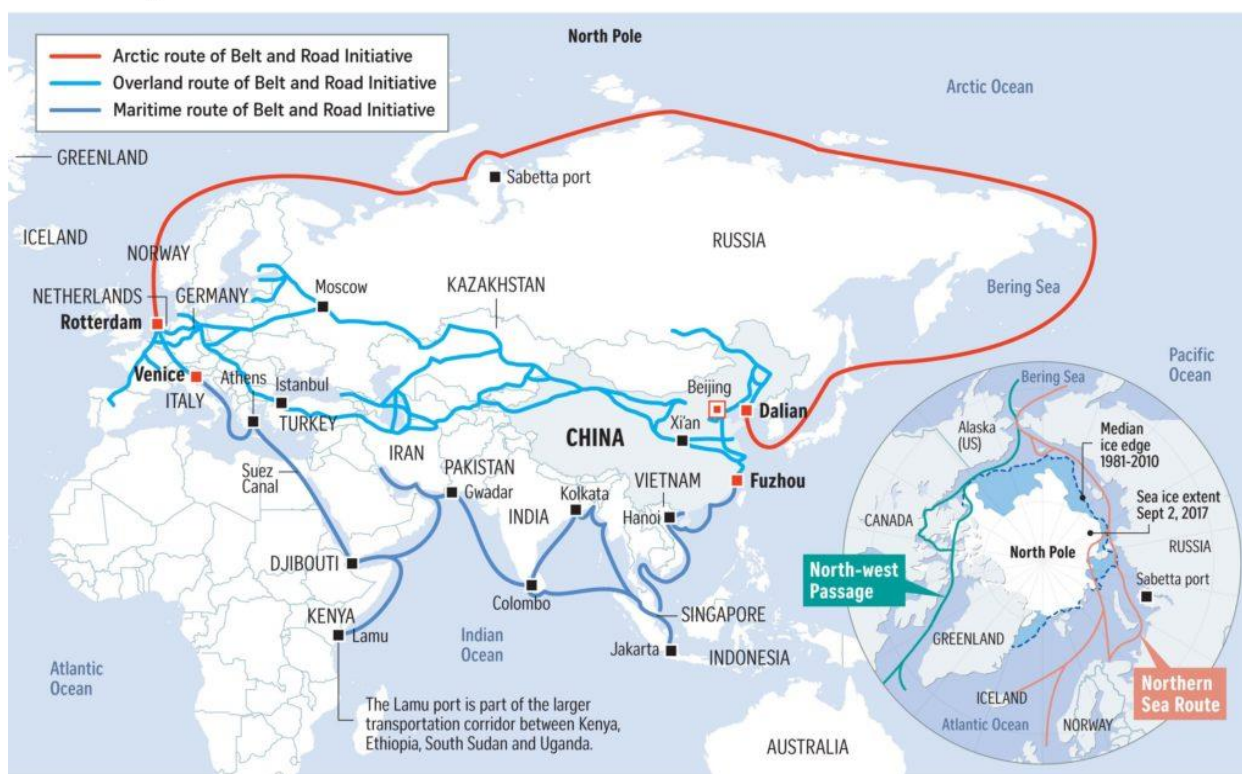 North Pole
Arctic route of Belt and Road Initiative
Overland route of Belt and Road Initiative
Maritime route of Belt and Road Initiative
Arctic Ocean
GREENLAND
Sabetta port
ICELAND
NORWAY
RUSSIA
KAZAKHSTAN
Bering Sea
NETHERLANDS
GERMANY
Moscow
Rotterdam
Pacific
Ocean
Venice
Athens
Istanbul
Beijing
ITALY
TURKEY
Xi'an
Dalian
CHINA
IRAN
PAKISTAN
Suez
Canal
Gwadar
Kolkata
VIETNAM
Fuzhou
INDIA
Hanoi
DJIBOUTI
Colombo
SINGAPORE
KENYA
Lamu
Indian
Ocean
Jakarta
INDONESIA
Atlantic
Ocean
The Lamu port is part of the larger
transportation corridor between Kenya,
Ethiopia, South Sudan and Uganda.
AUSTRALIA
Bering Sea
Alaska
(US)
Median
ice edge
1981-2010
Sea ice extent
Sept 2, 2017
CANADA
North Pole
RUSSIA
North-west
Passage
Sabetta port
GREENLAND
Northern
Sea Route
ICELAND
Atlantic Ocean
NORWAY